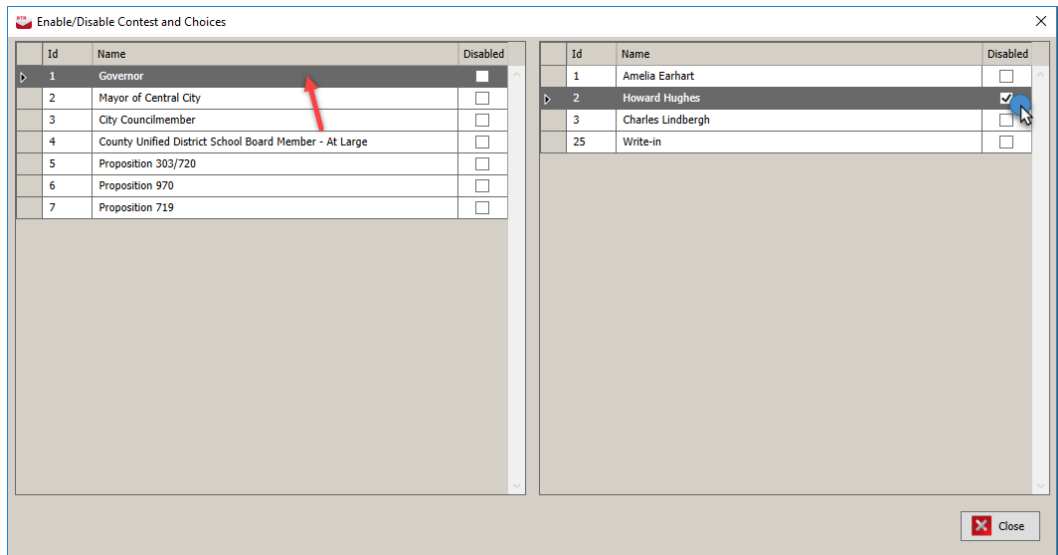 RTR Enable/Disable Contest and Choices
Id Name Disabled
1 Governor
2 Mayor of Central City
3 City Councilmember
4 County Unified District School Board Member - At Large
5 Proposition 303/720
6 Proposition 970
7 Proposition 719
Id Name Disabled
1 Amelia Earhart
2 Howard Hughes
3 Charles Lindbergh
25 Write-in
Close